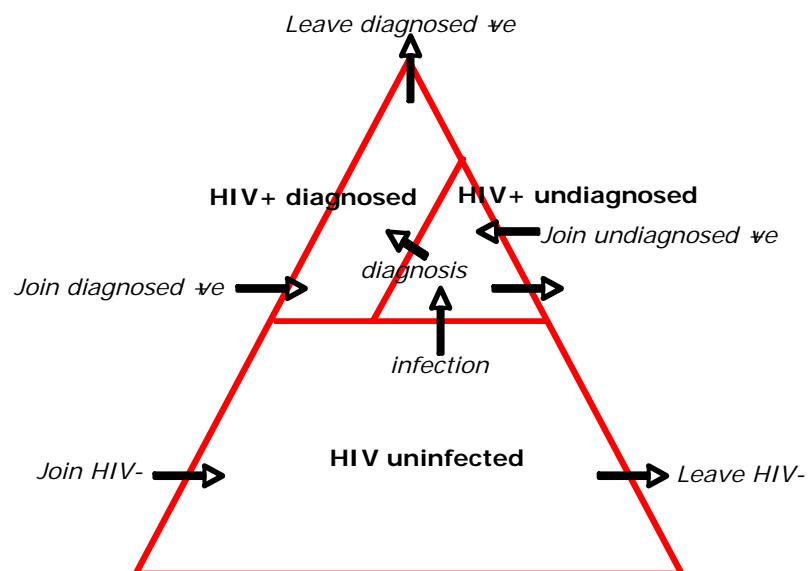 Leave diagnosed +ve
HIV+ diagnosed
HIV+ undiagnosed
Join undiagnosed +ve
diagnosis
Join diagnosed +ve
infection
HIV uninfected
Join HIV-
Leave HIV-